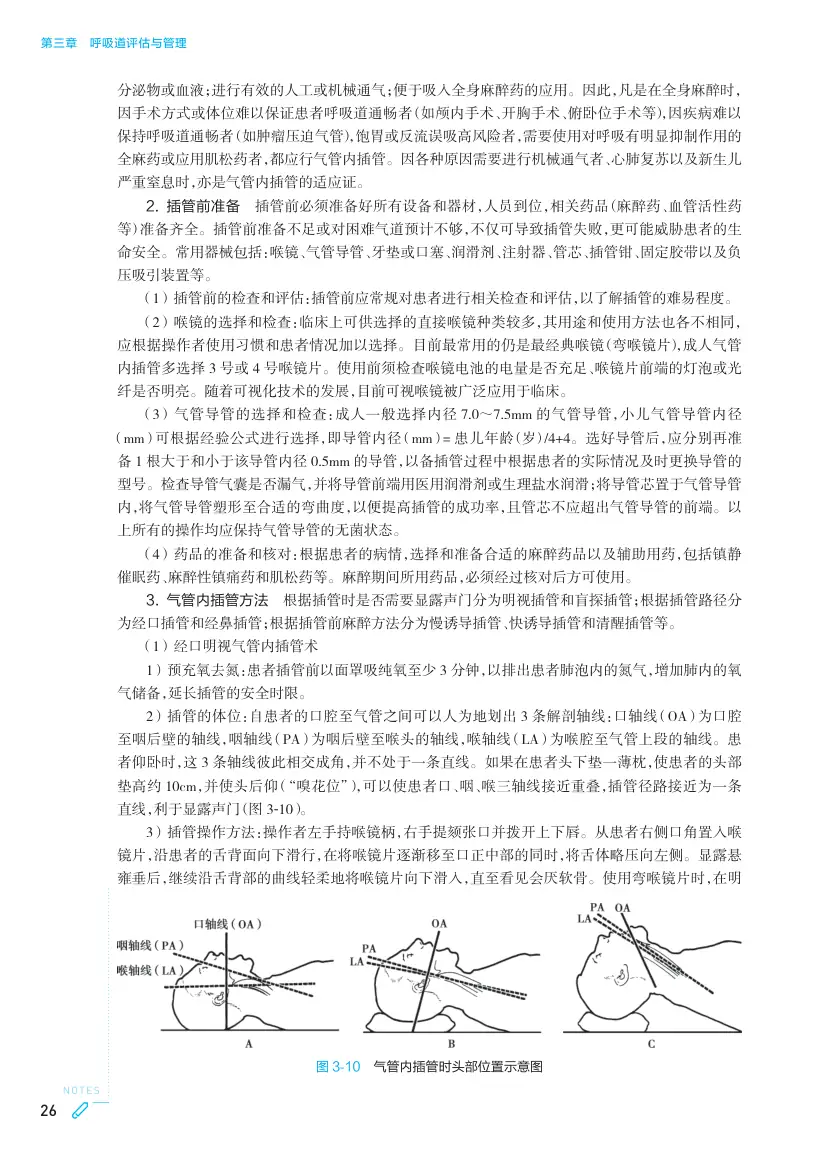 第三章 呼吸道评估与管理
分泌物或血液;进行有效的人工或机械通气;便于吸入全身麻醉药的应用。因此,凡是在全身麻醉时,
因手术方式或体位难以保证患者呼吸道通畅者(如颅内手术、开胸手术、俯卧位手术等),因疾病难以
保持呼吸道通畅者(如肿瘤压迫气管),饱胃或反流误吸高风险者,需要使用对呼吸有明显抑制作用的
全麻药或应用肌松药者,都应行气管内插管。因各种原因需要进行机械通气者、心肺复苏以及新生儿
严重窒息时,亦是气管内插管的适应证。
2. 插管前准备 插管前必须准备好所有设备和器材,人员到位,相关药品(麻醉药、血管活性药
等)准备齐全。插管前准备不足或对困难气道预计不够,不仅可导致插管失败,更可能威胁患者的生
命安全。常用器械包括:喉镜、气管导管、牙垫或口塞、润滑剂、注射器、管芯、插管钳、固定胶带以及负
压吸引装置等。
(1)插管前的检查和评估:插管前应常规对患者进行相关检查和评估,以了解插管的难易程度。
(2)喉镜的选择和检查:临床上可供选择的直接喉镜种类较多,其用途和使用方法也各不相同,
应根据操作者使用习惯和患者情况加以选择。目前最常用的仍是最经典喉镜(弯喉镜片),成人气管
内插管多选择 3 号或 4 号喉镜片。使用前须检查喉镜电池的电量是否充足、喉镜片前端的灯泡或光
纤是否明亮。随着可视化技术的发展,目前可视喉镜被广泛应用于临床。
(3)气管导管的选择和检查:成人一般选择内径 7.0～7.5mm 的气管导管,小儿气管导管内径
(mm)可根据经验公式进行选择,即导管内径(mm)= 患儿年龄(岁)/4+4。选好导管后,应分别再准
备 1 根大于和小于该导管内径 0.5mm 的导管,以备插管过程中根据患者的实际情况及时更换导管的
型号。检查导管气囊是否漏气,并将导管前端用医用润滑剂或生理盐水润滑;将导管芯置于气管导管
内,将气管导管塑形至合适的弯曲度,以便提高插管的成功率,且管芯不应超出气管导管的前端。以
上所有的操作均应保持气管导管的无菌状态。
(4)药品的准备和核对:根据患者的病情,选择和准备合适的麻醉药品以及辅助用药,包括镇静
催眠药、麻醉性镇痛药和肌松药等。麻醉期间所用药品,必须经过核对后方可使用。
3. 气管内插管方法 根据插管时是否需要显露声门分为明视插管和盲探插管;根据插管路径分
为经口插管和经鼻插管;根据插管前麻醉方法分为慢诱导插管、快诱导插管和清醒插管等。
(1)经口明视气管内插管术
1)预充氧去氮:患者插管前以面罩吸纯氧至少 3 分钟,以排出患者肺泡内的氮气,增加肺内的氧
气储备,延长插管的安全时限。
2)插管的体位:自患者的口腔至气管之间可以人为地划出 3 条解剖轴线:口轴线(OA)为口腔
至咽后壁的轴线,咽轴线(PA)为咽后壁至喉头的轴线,喉轴线(LA)为喉腔至气管上段的轴线。患
者仰卧时,这 3 条轴线彼此相交成角,并不处于一条直线。如果在患者头下垫一薄枕,使患者的头部
垫高约 10cm,并使头后仰(“嗅花位”),可以使患者口、咽、喉三轴线接近重叠,插管径路接近为一条
直线,利于显露声门(图 3-10)。
3)插管操作方法:操作者左手持喉镜柄,右手提颏张口并拨开上下唇。从患者右侧口角置入喉
镜片,沿患者的舌背面向下滑行,在将喉镜片逐渐移至口正中部的同时,将舌体略压向左侧。显露悬
雍垂后,继续沿舌背部的曲线轻柔地将喉镜片向下滑入,直至看见会厌软骨。使用弯喉镜片时,在明
口轴线(OA)
咽轴线(PA)
喉轴线(LA)
A
OA
PA
LA
B
PA OA
LA
C
图 3-10 气管内插管时头部位置示意图
NOTES
26